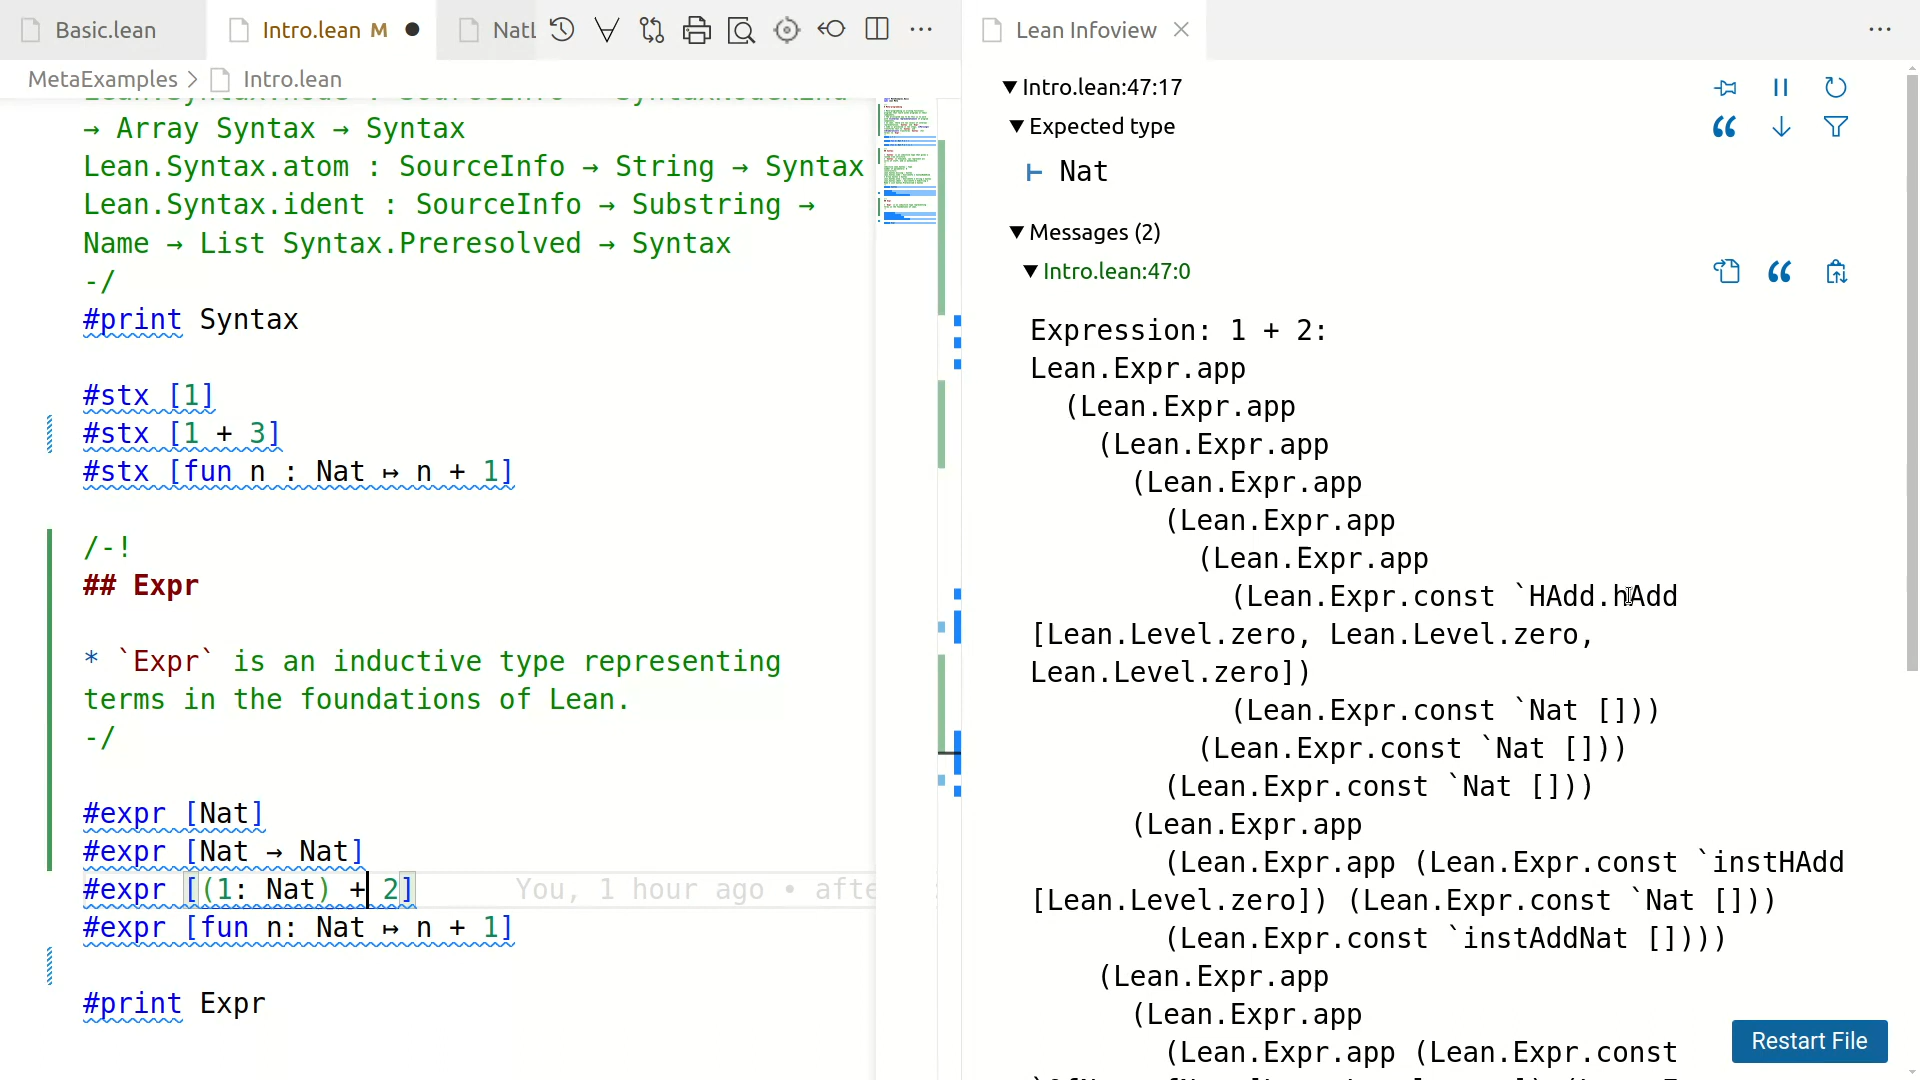 Basic.lean
Intro.lean M
NatL
Lean Infoview
MetaExamples > Intro.lean
→ Array Syntax → Syntax
Lean.Syntax.atom : SourceInfo → String → Syntax
Lean.Syntax.ident : SourceInfo → Substring →
Name → List Syntax.Preresolved → Syntax
-/
#print Syntax
#stx [1]
#stx [1 + 3]
#stx [fun n : Nat ↦ n + 1]
/-!
## Expr
* `Expr` is an inductive type representing
terms in the foundations of Lean.
-/
#expr [Nat]
#expr [Nat → Nat]
#expr [(1: Nat) + 2] You, 1 hour ago • afte
#expr [fun n: Nat ↦ n + 1]
#print Expr
Intro.lean:47:17
Expected type
⊢ Nat
Messages (2)
Intro.lean:47:0
Expression: 1 + 2:
Lean.Expr.app
(Lean.Expr.app
(Lean.Expr.app
(Lean.Expr.app
(Lean.Expr.app
(Lean.Expr.app
(Lean.Expr.const `HAdd.hAdd
[Lean.Level.zero, Lean.Level.zero,
Lean.Level.zero])
(Lean.Expr.const `Nat []))
(Lean.Expr.const `Nat []))
(Lean.Expr.const `Nat []))
(Lean.Expr.app
(Lean.Expr.app (Lean.Expr.const `instHAdd
[Lean.Level.zero]) (Lean.Expr.const `Nat []))
(Lean.Expr.const `instAddNat [])))
(Lean.Expr.app
(Lean.Expr.app
(Lean.Expr.app (Lean.Expr.const
Restart File